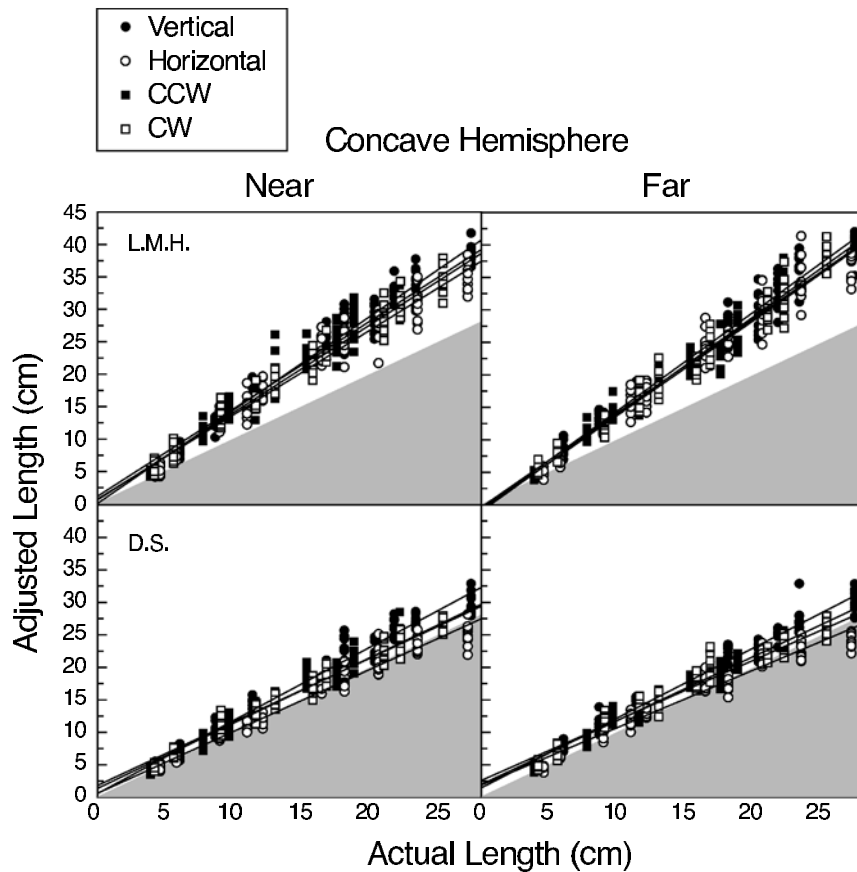 Vertical
Horizontal
CCW
CW
Concave Hemisphere
Near Far
45
40
35
30
25
20
15
10
5
0
L.M.H.
40
35
30
25
20
15
10
5
0
D.S.
0 5 10 15 20 25 0 5 10 15 20 25
Adjusted Length (cm)
Actual Length (cm)